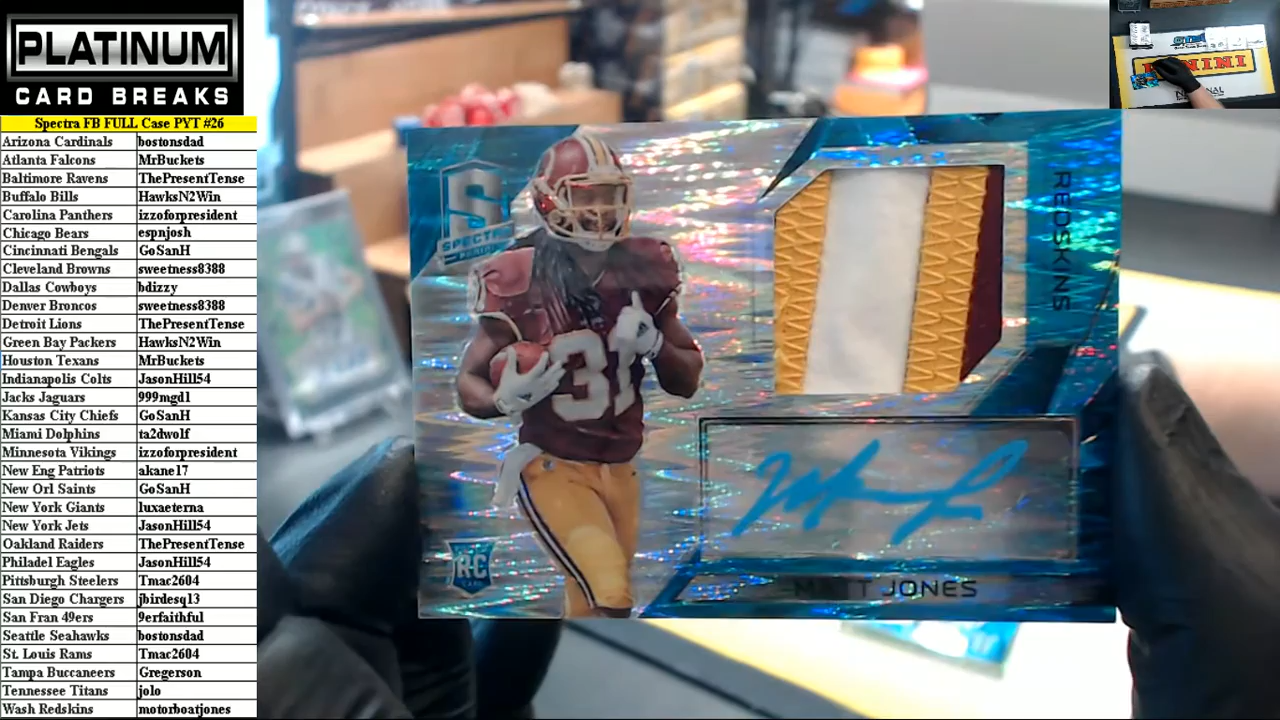 PLATINUM
CARD BREAKS
Spectra FB FULL Case PYT #26
Arizona Cardinals bostonsdad
Atlanta Falcons MrBuckets
Baltimore Ravens ThePresentTense
Buffalo Bills HawksN2Win
Carolina Panthers izzoforpresident
Chicago Bears espnjosh
Cincinnati Bengals GoSanH
Cleveland Browns sweetness8388
Dallas Cowboys bdizzy
Denver Broncos sweetness8388
Detroit Lions ThePresentTense
Green Bay Packers HawksN2Win
Houston Texans MrBuckets
Indianapolis Colts JasonHill54
Jacks Jaguars 999mgd1
Kansas City Chiefs GoSanH
Miami Dolphins ta2dwolf
Minnesota Vikings izzoforpresident
New Eng Patriots akane17
New Orl Saints GoSanH
New York Giants luxaeterna
New York Jets JasonHill54
Oakland Raiders ThePresentTense
Philadel Eagles JasonHill54
Pittsburgh Steelers Tmac2604
San Diego Chargers jbirdesq13
San Fran 49ers 9erfaithful
Seattle Seahawks bostonsdad
St. Louis Rams Tmac2604
Tampa Buccaneers Gregerson
Tennessee Titans jolo
Wash Redskins motorboatjones
S
SPECTRA
31
REDSKINS
RC
MATT JONES
PANINI